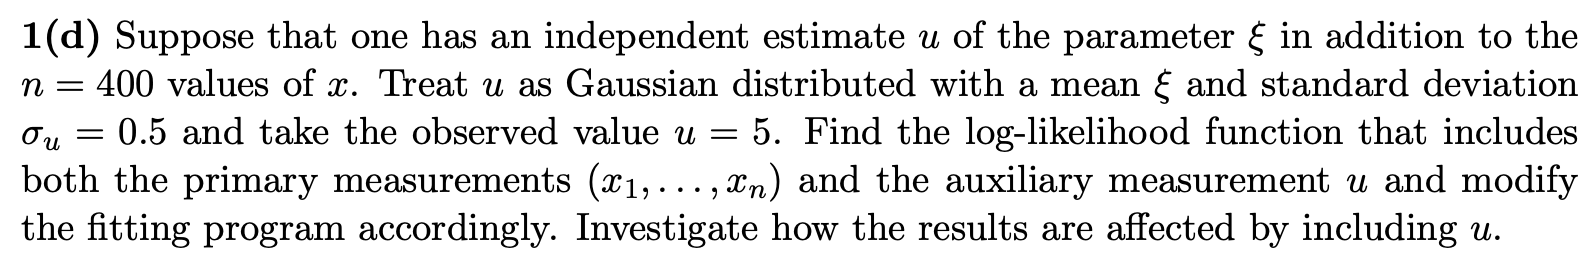 1(d) Suppose that one has an independent estimate u of the parameter ξ in addition to the
n = 400 values of x. Treat u as Gaussian distributed with a mean ξ and standard deviation
σ_u = 0.5 and take the observed value u = 5. Find the log-likelihood function that includes
both the primary measurements (x_1, . . . , x_n) and the auxiliary measurement u and modify
the fitting program accordingly. Investigate how the results are affected by including u.